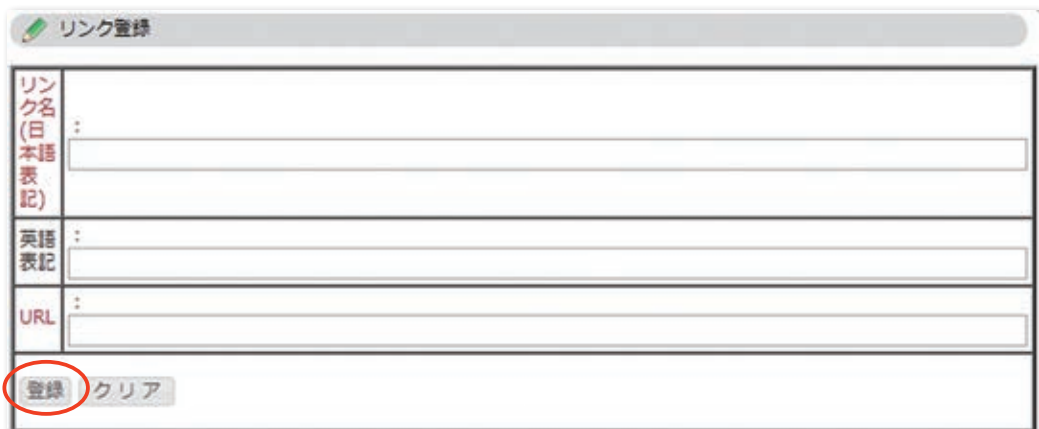 リンク登録
リン
ク名
(日
本語
表
記)
:
英語
表記
:
URL
:
登録 クリア